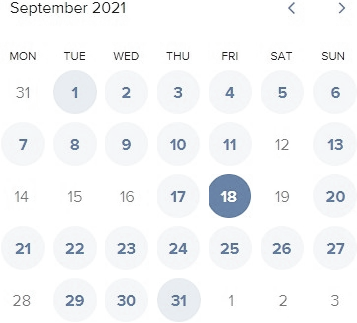 September 2021
MON TUE WED THU FRI SAT SUN
31 1 2 3 4 5 6
7 8 9 10 11 12 13
14 15 16 17 18 19 20
21 22 23 24 25 26 27
28 29 30 31 1 2 3